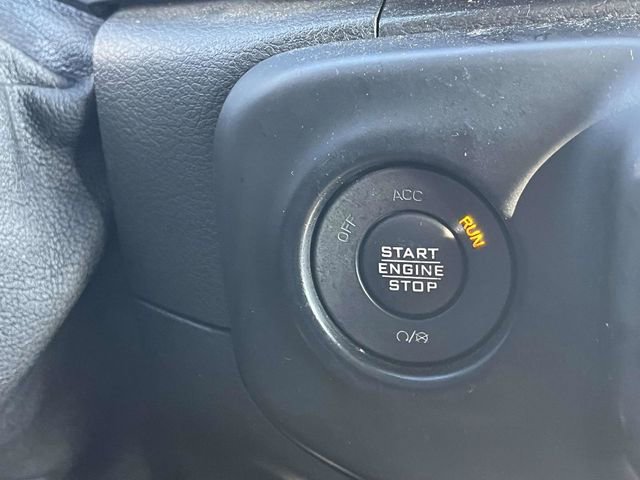 ACC
OFF
RUN
START
ENGINE
STOP